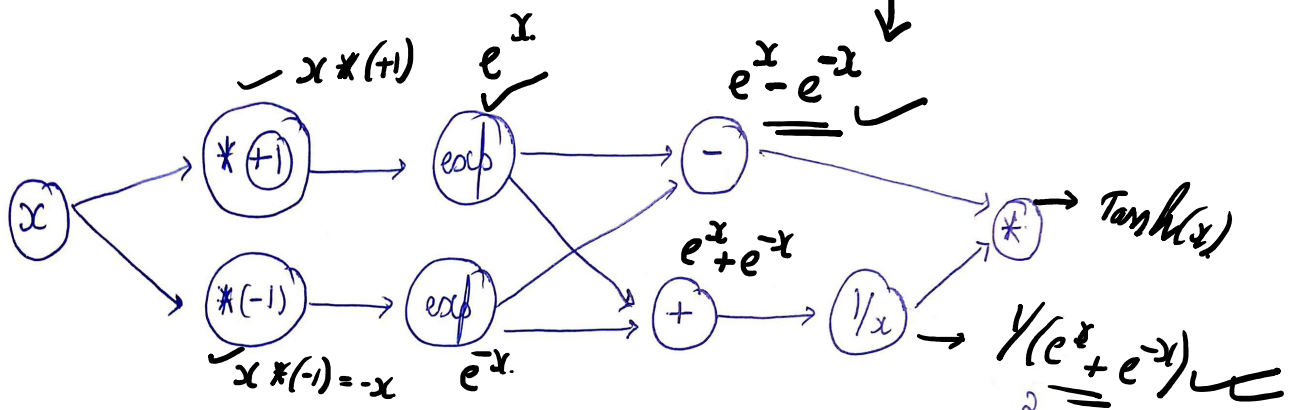 x * (+1)
e^x.
e^x - e^-x
* +1
exp
-
x
*
Tanh(x)
e^x + e^-x
* (-1)
exp
+
1/x
1/(e^x + e^-x)
x * (-1) = -x
e^-x.